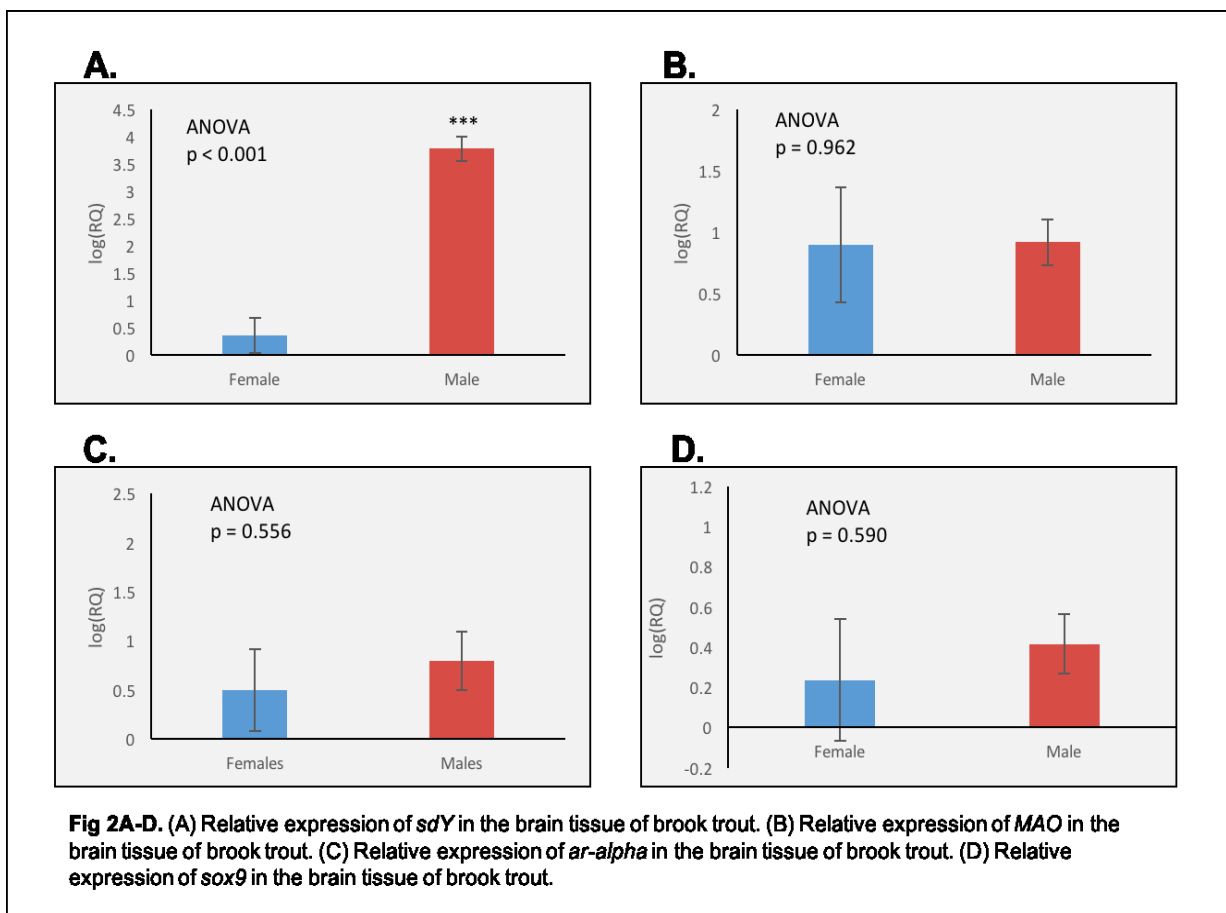 A.
ANOVA
p < 0.001
***
4.5
4
3.5
3
2.5
2
1.5
1
0.5
0
log(RQ)
Female Male
B.
ANOVA
p = 0.962
2
1.5
1
0.5
0
log(RQ)
Female Male
C.
ANOVA
p = 0.556
2.5
2
1.5
1
0.5
0
log(RQ)
Females Males
D.
ANOVA
p = 0.590
1.2
1
0.8
0.6
0.4
0.2
0
-0.2
log(RQ)
Female Male
Fig 2A-D. (A) Relative expression of sdY in the brain tissue of brook trout. (B) Relative expression of MAO in the
brain tissue of brook trout. (C) Relative expression of ar-alpha in the brain tissue of brook trout. (D) Relative
expression of sox9 in the brain tissue of brook trout.